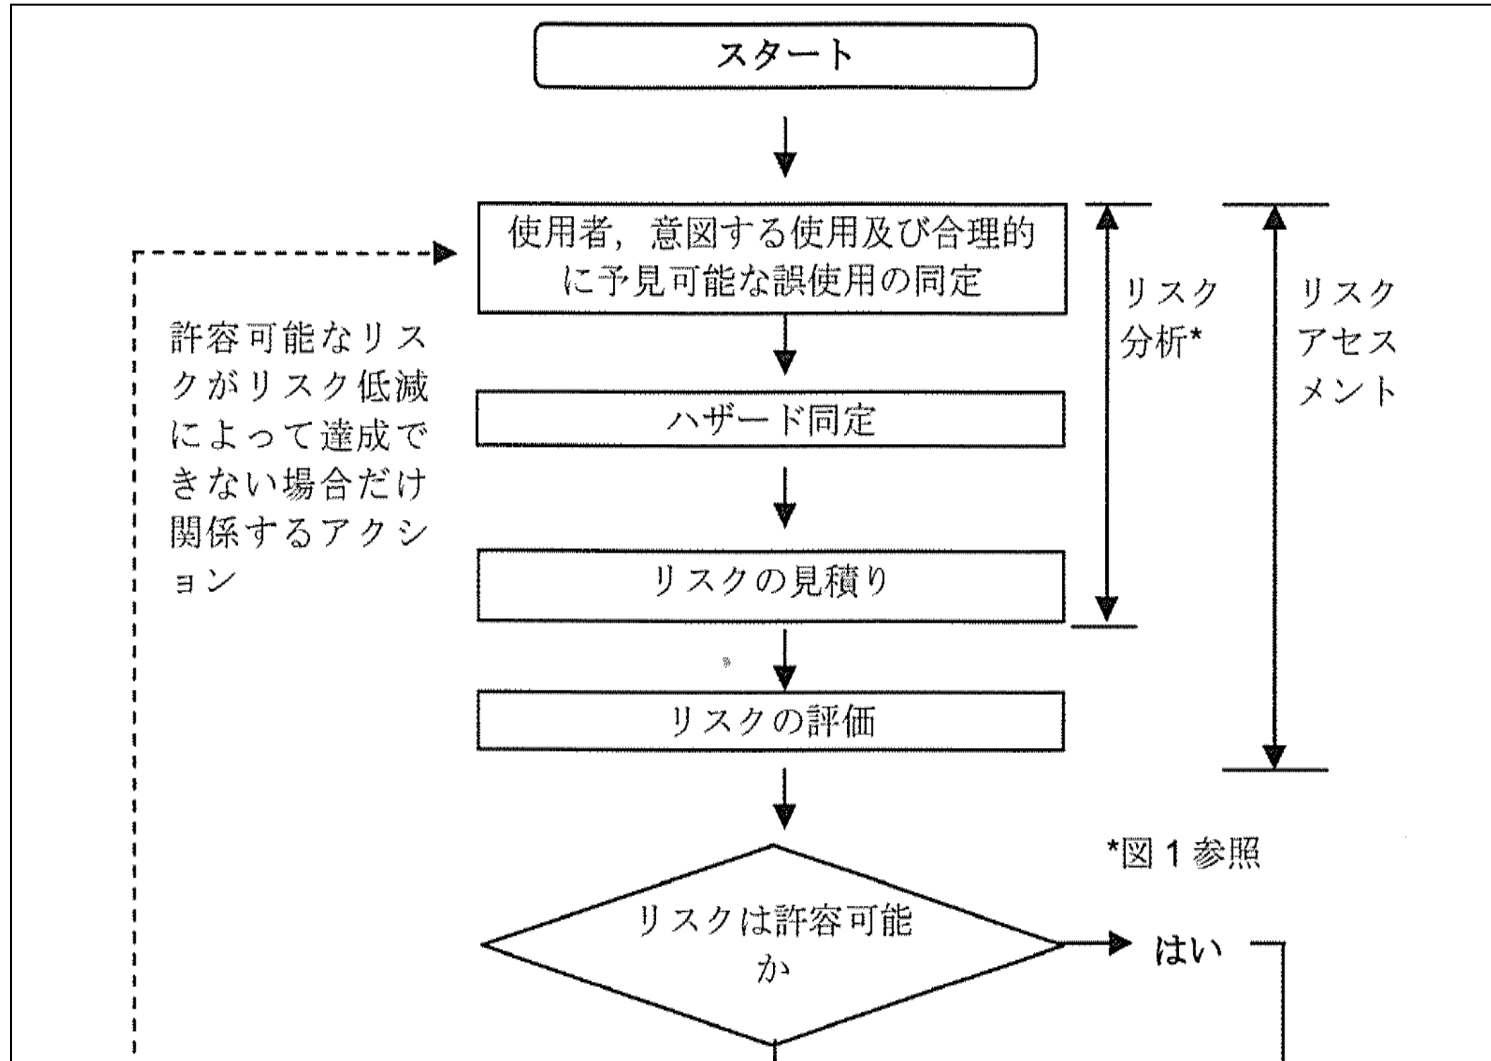 スタート
使用者，意図する使用及び合理的
に予見可能な誤使用の同定
リスク
分析*
リスク
アセス
メント
許容可能なリス
クがリスク低減
によって達成で
きない場合だけ
関係するアクシ
ョン
ハザード同定
リスクの見積り
リスクの評価
*図 1 参照
リスクは許容可能
か
はい